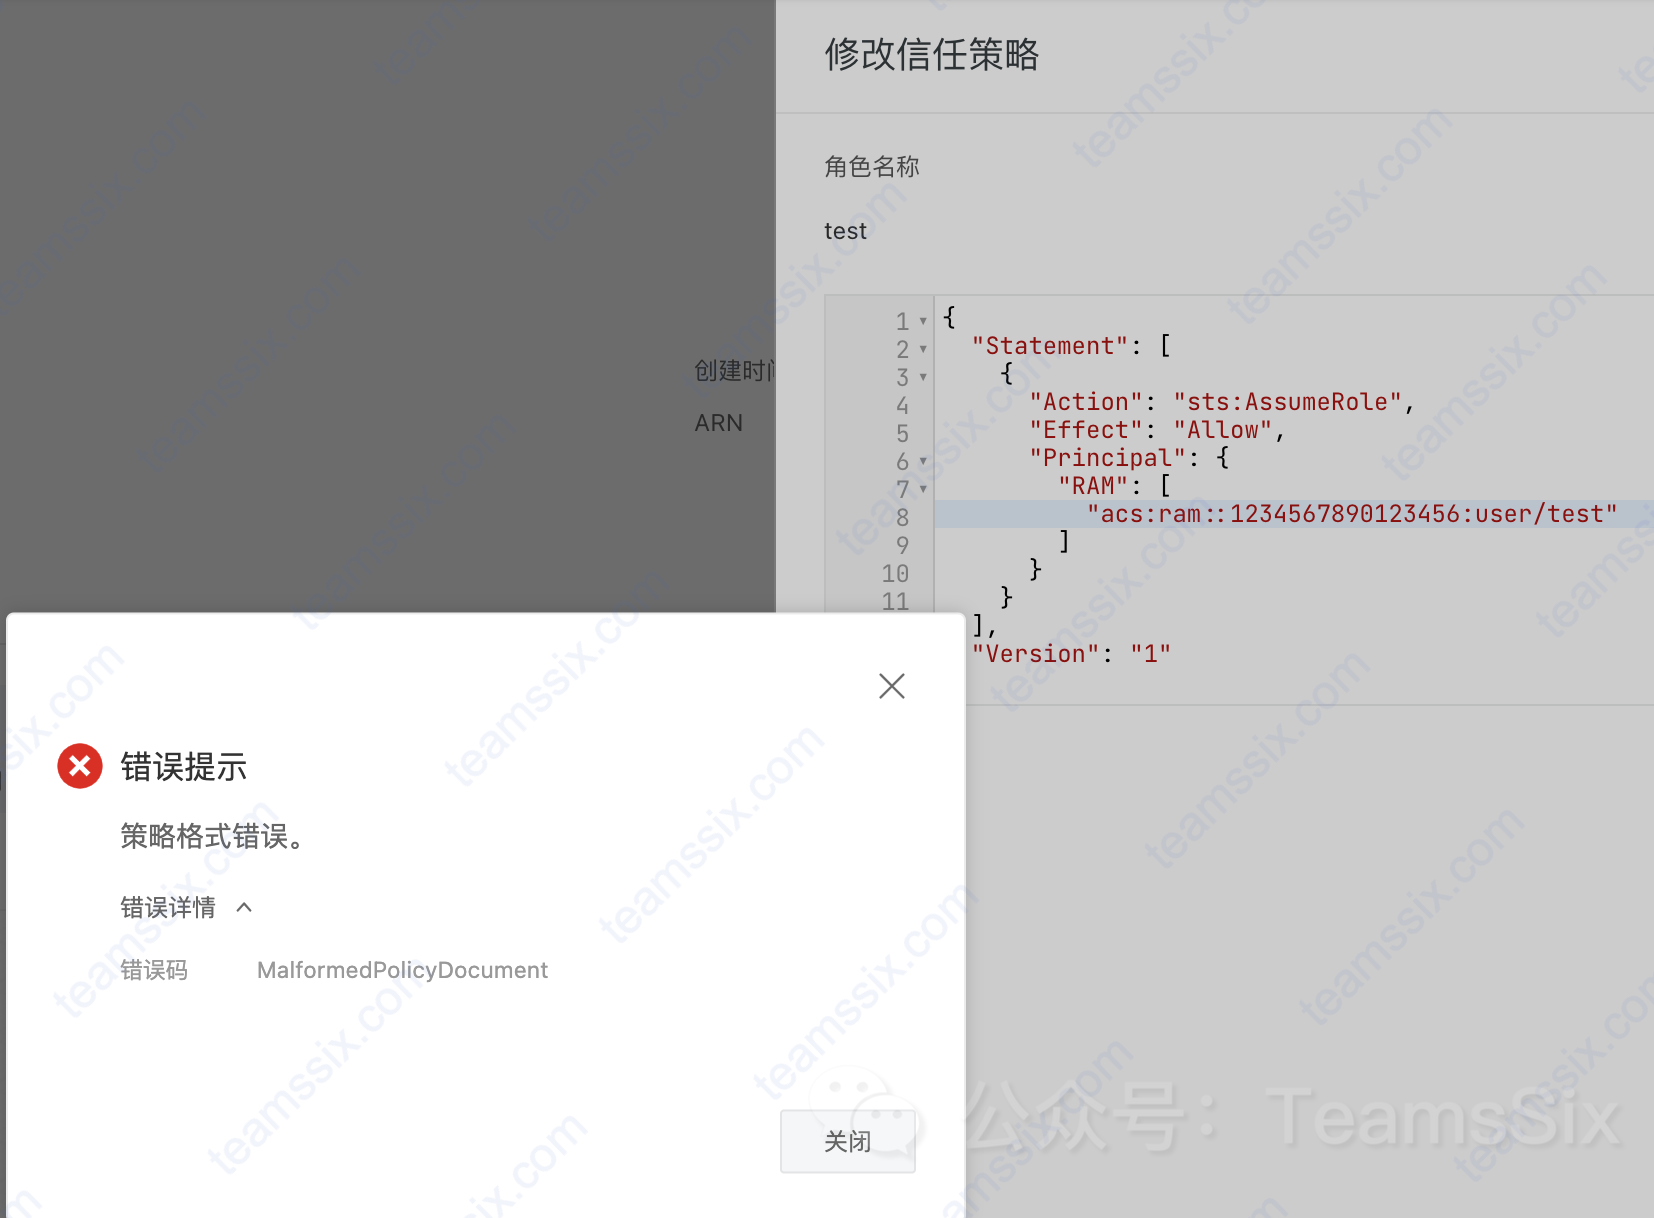 修改信任策略
角色名称
test
创建时间
ARN
1
2
3
4
5
6
7
8
9
10
11
{
"Statement": [
{
"Action": "sts:AssumeRole",
"Effect": "Allow",
"Principal": {
"RAM": [
"acs:ram::1234567890123456:user/test"
]
}
}
],
"Version": "1"
错误提示
策略格式错误。
错误详情
错误码 MalformedPolicyDocument
关闭
公众号：TeamsSix
teamssix.com